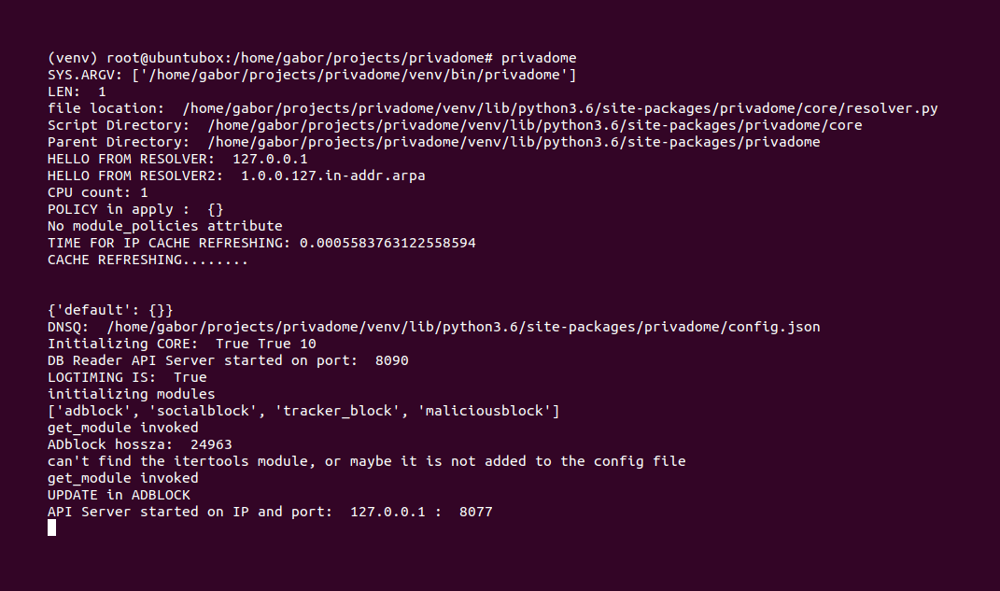 (venv) root@ubuntubox:/home/gabor/projects/privadome# privadome
SYS.ARGV: ['/home/gabor/projects/privadome/venv/bin/privadome']
LEN:  1
file location:  /home/gabor/projects/privadome/venv/lib/python3.6/site-packages/privadome/core/resolver.py
Script Directory:  /home/gabor/projects/privadome/venv/lib/python3.6/site-packages/privadome/core
Parent Directory:  /home/gabor/projects/privadome/venv/lib/python3.6/site-packages/privadome
HELLO FROM RESOLVER:  127.0.0.1
HELLO FROM RESOLVER2:  1.0.0.127.in-addr.arpa
CPU count: 1
POLICY in apply :  {}
No module_policies attribute
TIME FOR IP CACHE REFRESHING: 0.0005583763122558594
CACHE REFRESHING........
{'default': {}}
DNSQ:  /home/gabor/projects/privadome/venv/lib/python3.6/site-packages/privadome/config.json
Initializing CORE:  True True 10
DB Reader API Server started on port:  8090
LOGTIMING IS:  True
initializing modules
['adblock', 'socialblock', 'tracker_block', 'maliciousblock']
get_module invoked
ADblock hossza:  24963
can't find the itertools module, or maybe it is not added to the config file
get_module invoked
UPDATE in ADBLOCK
API Server started on IP and port:  127.0.0.1 :  8077